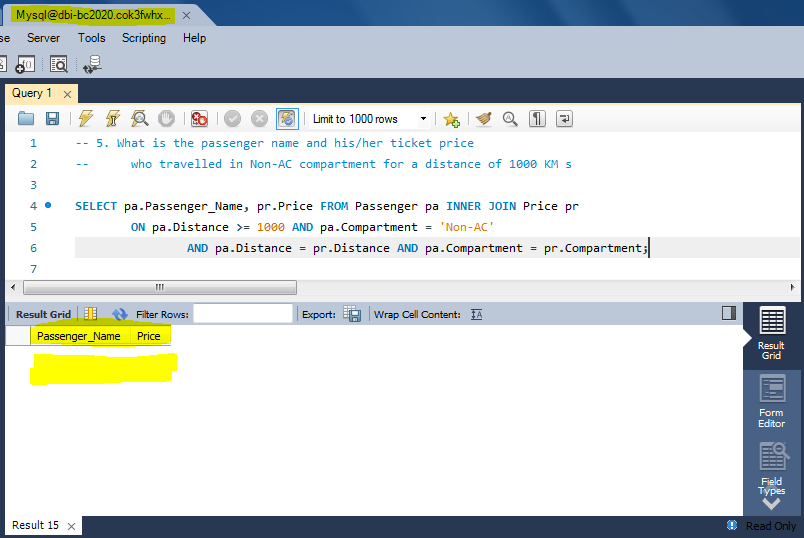 Mysql@dbi-bc2020.cok3fwhx...
se Server Tools Scripting Help
Query 1
Limit to 1000 rows
1 -- 5. What is the passenger name and his/her ticket price
2 -- who travelled in Non-AC compartment for a distance of 1000 KM s
3
4 SELECT pa.Passenger_Name, pr.Price FROM Passenger pa INNER JOIN Price pr
5 ON pa.Distance >= 1000 AND pa.Compartment = 'Non-AC'
6 AND pa.Distance = pr.Distance AND pa.Compartment = pr.Compartment;
7
Result Grid Filter Rows: Export: Wrap Cell Content:
Passenger_Name Price
Result
Grid
Form
Editor
Field
Types
Result 15
Read Only